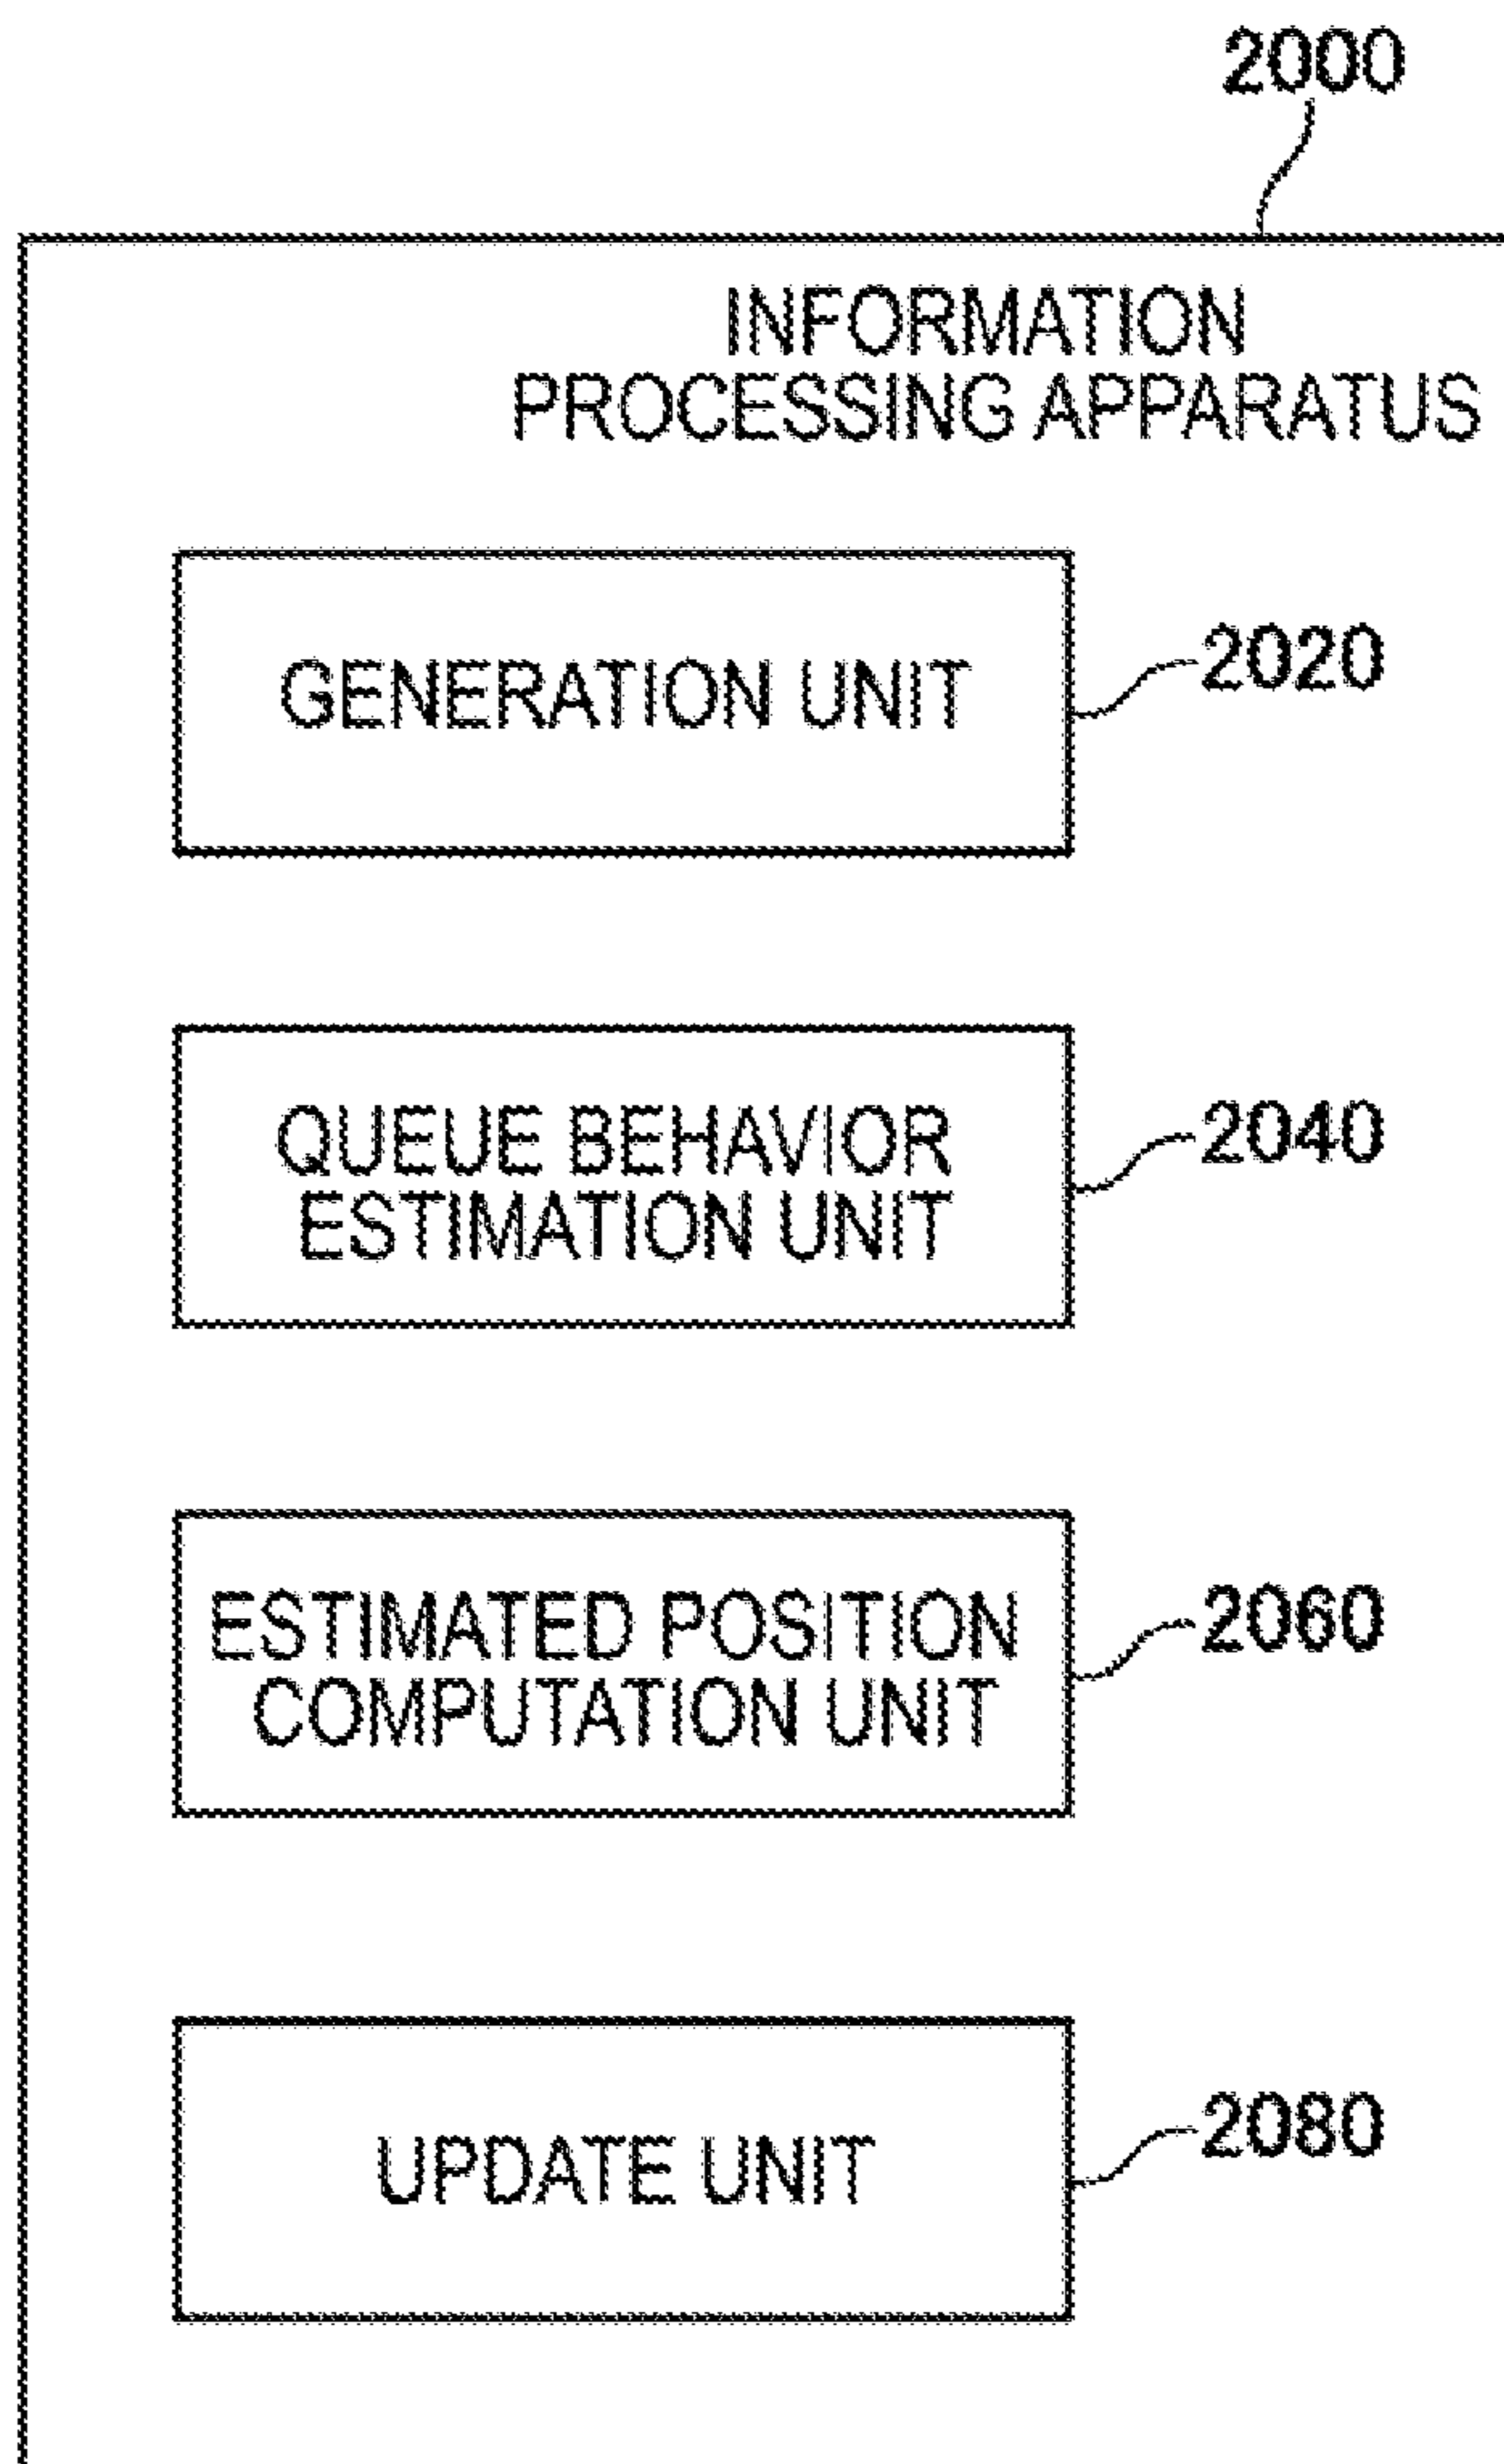 2000
INFORMATION
PROCESSING APPARATUS
GENERATION UNIT
2020
QUEUE BEHAVIOR
ESTIMATION UNIT
2040
ESTIMATED POSITION
COMPUTATION UNIT
2060
UPDATE UNIT
2080